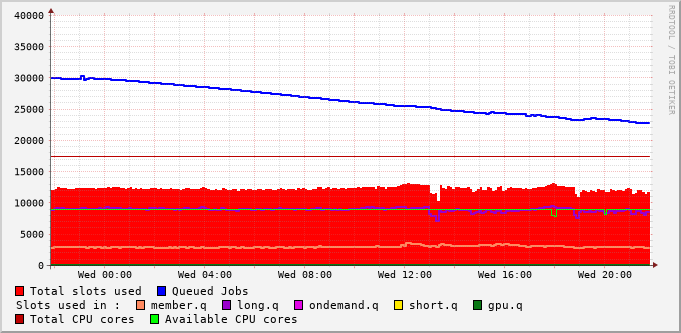 RRDTOOL / TOBI OETIKER
40000
35000
30000
25000
20000
15000
10000
5000
0
Wed 00:00 Wed 04:00 Wed 08:00 Wed 12:00 Wed 16:00 Wed 20:00
Total slots used Queued Jobs
Slots used in : member.q long.q ondemand.q short.q gpu.q
Total CPU cores Available CPU cores